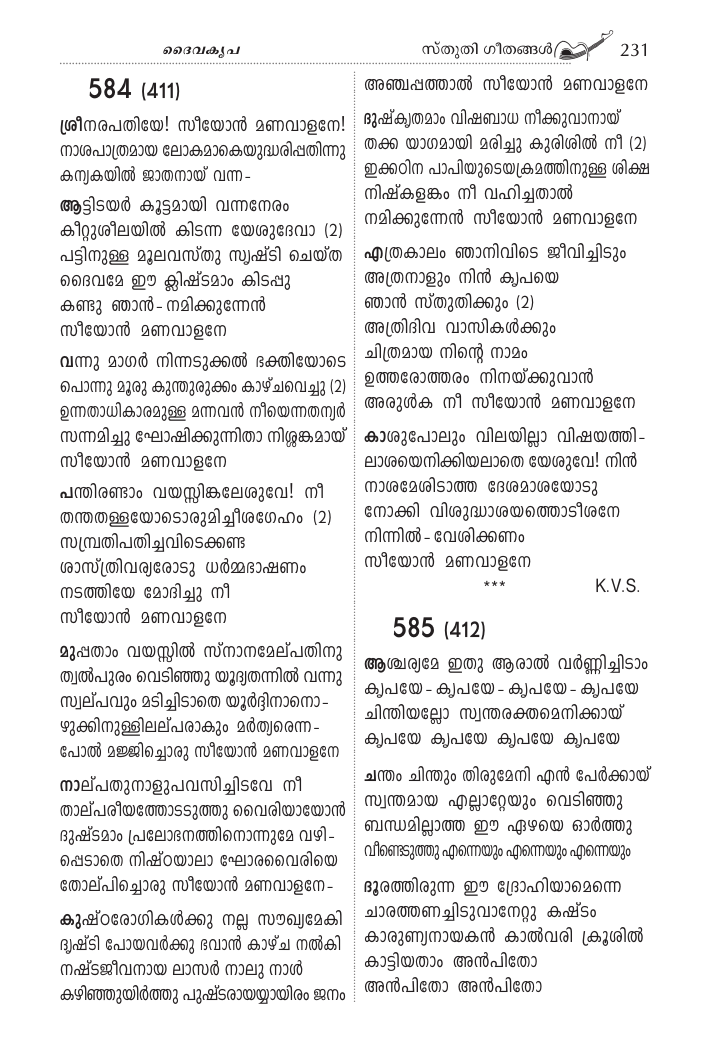 ദൈവകൃപ
സ്തുതി ഗീതങ്ങൾ 231
584 (411)
ശ്രീനരപതിയേ! സീയോൻ മണവാളനേ!
നാശപാത്രമായ ലോകമാകെയുദ്ധരിപ്പതിന്നു
കന്യകയിൽ ജാതനായ് വന്ന-
ആട്ടിടയർ കൂട്ടമായി വന്നനേരം
കീറ്റുശീലയിൽ കിടന്ന യേശുദേവാ (2)
പട്ടിനുള്ള മൂലവസ്തു സൃഷ്ടി ചെയ്ത
ദൈവമേ ഈ ക്ലിഷ്ടമാം കിടപ്പു
കണ്ടു ഞാൻ-നമിക്കുന്നേൻ
സീയോൻ മണവാളനേ
വന്നു മാഗർ നിന്നടുക്കൽ ഭക്തിയോടെ
പൊന്നു മൂരു കുന്തുരുക്കം കാഴ്ചവെച്ചു (2)
ഉന്നതാധികാരമുള്ള മന്നവൻ നീയെന്നതന്യർ
സന്നമിച്ചു ഘോഷിക്കുന്നിതാ നിശ്ശങ്കമായ്
സീയോൻ മണവാളനേ
പന്തിരണ്ടാം വയസ്സിങ്കലേശുവേ! നീ
തന്തതള്ളയോടൊരുമിച്ചീശഗേഹം (2)
സമ്പ്രതിപതിച്ചവിടെക്കണ്ട
ശാസ്ത്രിവര്യരോടു ധർമ്മഭാഷണം
നടത്തിയേ മോദിച്ചു നീ
സീയോൻ മണവാളനേ
മുപ്പതാം വയസ്സിൽ സ്നാനമേല്പതിനു
ത്വൽപുരം വെടിഞ്ഞു യൂദ്യതന്നിൽ വന്നു
സ്വല്പവും മടിച്ചിടാതെ യൂർദ്ദിനാനൊ-
ഴുക്കിനുള്ളിലല്പരാകും മർത്യരെന്ന-
പോൽ മജ്ജിച്ചൊരു സീയോൻ മണവാളനേ
നാല്പതുനാളുപവസിച്ചിടവേ നീ
താല്പരീയത്തോടടുത്തു വൈരിയായോൻ
ദുഷ്ടമാം പ്രലോഭനത്തിനൊന്നുമേ വഴി-
പ്പെടാതെ നിഷ്ഠയാലാ ഘോരവൈരിയെ
തോല്പിച്ചൊരു സീയോൻ മണവാളനേ-
കുഷ്ഠരോഗികൾക്കു നല്ല സൗഖ്യമേകി
ദൃഷ്ടി പോയവർക്കു ഭവാൻ കാഴ്ച നൽകി
നഷ്ടജീവനായ ലാസർ നാലു നാൾ
കഴിഞ്ഞുയിർത്തു പുഷ്ടരായയ്യായിരം ജനം
അഞ്ചപ്പത്താൽ സീയോൻ മണവാളനേ
ദുഷ്കൃതമാം വിഷബാധ നീക്കുവാനായ്
തക്ക യാഗമായി മരിച്ചു കുരിശിൽ നീ (2)
ഇക്കഠിന പാപിയുടെയക്രമത്തിനുള്ള ശിക്ഷ
നിഷ്കളങ്കം നീ വഹിച്ചതാൽ
നമിക്കുന്നേൻ സീയോൻ മണവാളനേ
എത്രകാലം ഞാനിവിടെ ജീവിച്ചിടും
അത്രനാളും നിൻ കൃപയെ
ഞാൻ സ്തുതിക്കും (2)
അത്രിദിവ വാസികൾക്കും
ചിത്രമായ നിന്റെ നാമം
ഉത്തരോത്തരം നിനയ്ക്കുവാൻ
അരുൾക നീ സീയോൻ മണവാളനേ
കാശുപോലും വിലയില്ലാ വിഷയത്തി-
ലാശയെനിക്കിയലാതെ യേശുവേ! നിൻ
നാശമേശിടാത്ത ദേശമാശയോടു
നോക്കി വിശുദ്ധാശയത്തൊടീശനേ
നിന്നിൽ-വേശിക്കണം
സീയോൻ മണവാളനേ
*** K.V.S.
585 (412)
ആശ്ചര്യമേ ഇതു ആരാൽ വർണ്ണിച്ചിടാം
കൃപയേ-കൃപയേ-കൃപയേ-കൃപയേ
ചിന്തിയല്ലോ സ്വന്തരക്തമെനിക്കായ്
കൃപയേ കൃപയേ കൃപയേ കൃപയേ
ചന്തം ചിന്തും തിരുമേനി എൻ പേർക്കായ്
സ്വന്തമായ എല്ലാറ്റേയും വെടിഞ്ഞു
ബന്ധമില്ലാത്ത ഈ ഏഴയെ ഓർത്തു
വീണ്ടെടുത്തു എന്നെയും എന്നെയും എന്നെയും
ദൂരത്തിരുന്ന ഈ ദ്രോഹിയാമെന്നെ
ചാരത്തണച്ചിടുവാനേറ്റു കഷ്ടം
കാരുണ്യനായകൻ കാൽവരി ക്രൂശിൽ
കാട്ടിയതാം അൻപിതോ
അൻപിതോ അൻപിതോ